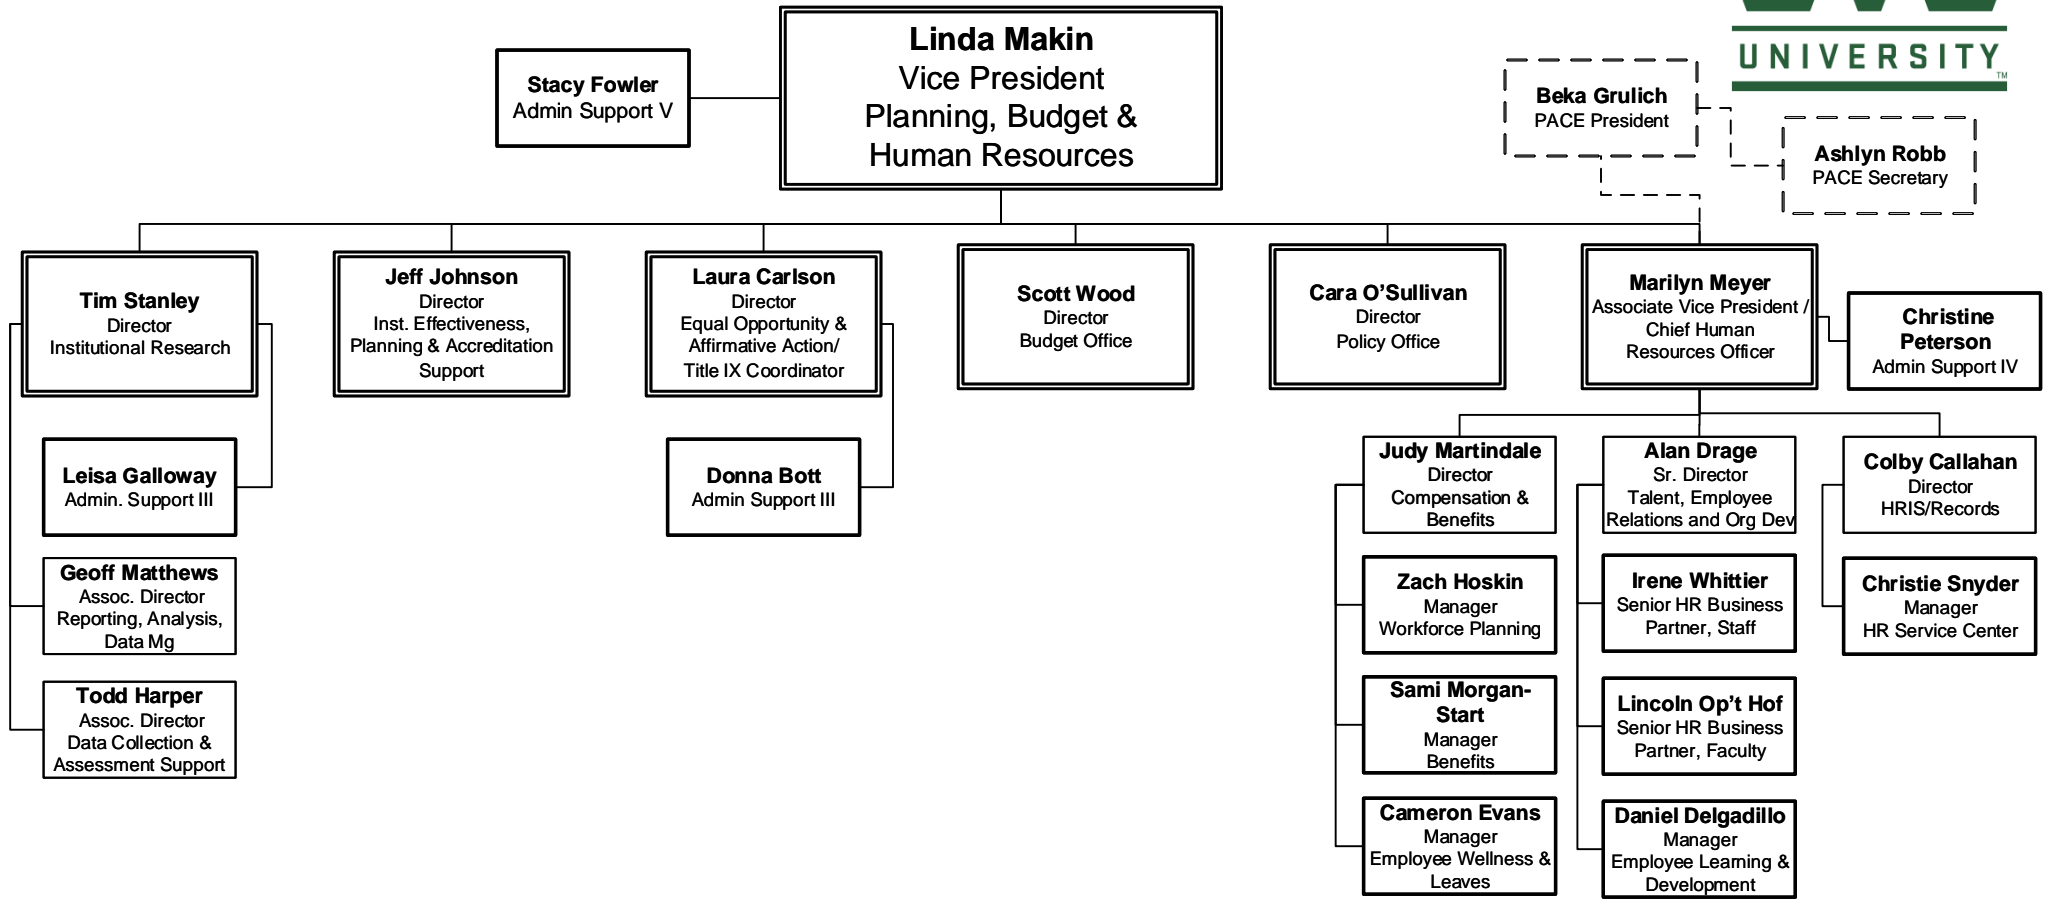 Linda Makin
Vice President
Planning, Budget &
Human Resources
Stacy Fowler
Admin Support V
UNIVERSITY
TM
Beka Grulich
PACE President
Ashlyn Robb
PACE Secretary
Tim Stanley
Director
Institutional Research
Jeff Johnson
Director
Inst. Effectiveness,
Planning & Accreditation
Support
Laura Carlson
Director
Equal Opportunity &
Affirmative Action/
Title IX Coordinator
Scott Wood
Director
Budget Office
Cara O’Sullivan
Director
Policy Office
Marilyn Meyer
Associate Vice President /
Chief Human
Resources Officer
Christine
Peterson
Admin Support IV
Leisa Galloway
Admin. Support III
Donna Bott
Admin Support III
Judy Martindale
Director
Compensation &
Benefits
Alan Drage
Sr. Director
Talent, Employee
Relations and Org Dev
Colby Callahan
Director
HRIS/Records
Geoff Matthews
Assoc. Director
Reporting, Analysis,
Data Mg
Zach Hoskin
Manager
Workforce Planning
Irene Whittier
Senior HR Business
Partner, Staff
Christie Snyder
Manager
HR Service Center
Todd Harper
Assoc. Director
Data Collection &
Assessment Support
Sami Morgan-
Start
Manager
Benefits
Lincoln Op’t Hof
Senior HR Business
Partner, Faculty
Cameron Evans
Manager
Employee Wellness &
Leaves
Daniel Delgadillo
Manager
Employee Learning &
Development